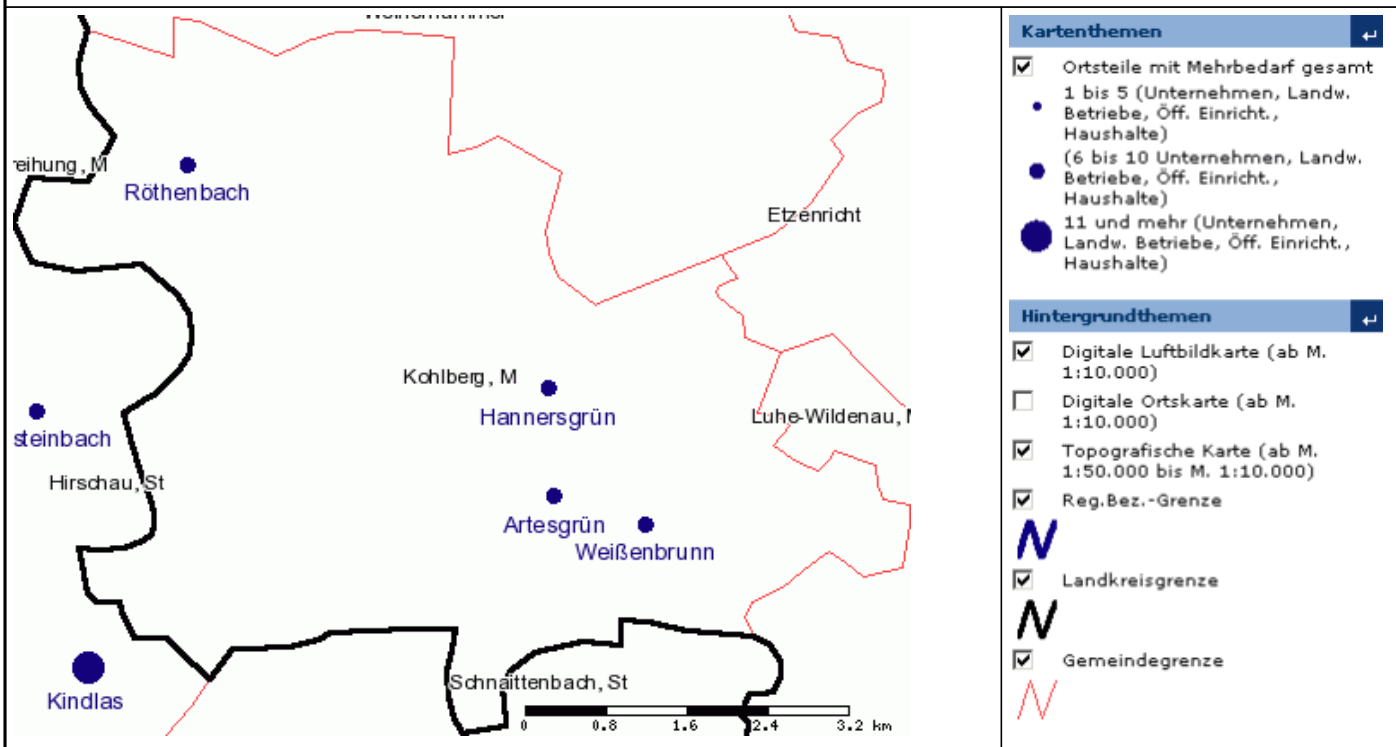 reihung, M
Röthenbach
Etzenricht
Kohlberg, M
Hannersgrün
Luhe-Wildenau,
steinbach
Hirschau, St
Artesgrün
Weißenbrunn
Schnaittenbach, St
Kindlas
0 0.8 1.6 2.4 3.2 km
Kartenthemen
Ortsteile mit Mehrbedarf gesamt
1 bis 5 (Unternehmen, Landw.
Betriebe, Öff. Einricht.,
Haushalte)
(6 bis 10 Unternehmen, Landw.
Betriebe, Öff. Einricht.,
Haushalte)
11 und mehr (Unternehmen,
Landw. Betriebe, Öff. Einricht.,
Haushalte)
Hintergrundthemen
Digitale Luftbildkarte (ab M.
1:10.000)
Digitale Ortskarte (ab M.
1:10.000)
Topografische Karte (ab M.
1:50.000 bis M. 1:10.000)
Reg.Bez.-Grenze
Landkreisgrenze
Gemeindegrenze